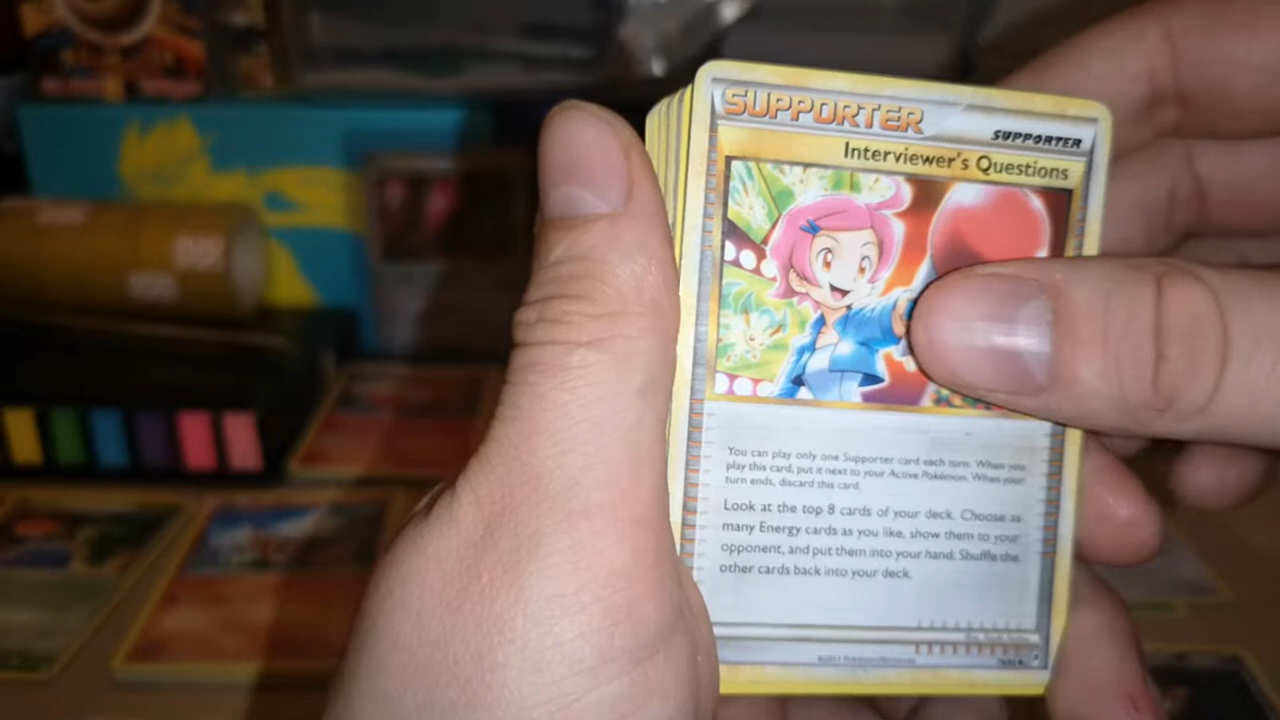 SUPPORTER
SUPPORTER
Interviewer's Questions
You can play only one Supporter card each turn. When you
play this card, put it next to your Active Pokémon. When your
turn ends, discard this card.
Look at the top 8 cards of your deck. Choose as
many Energy cards as you like, show them to your
opponent, and put them into your hand. Shuffle the
other cards back into your deck.